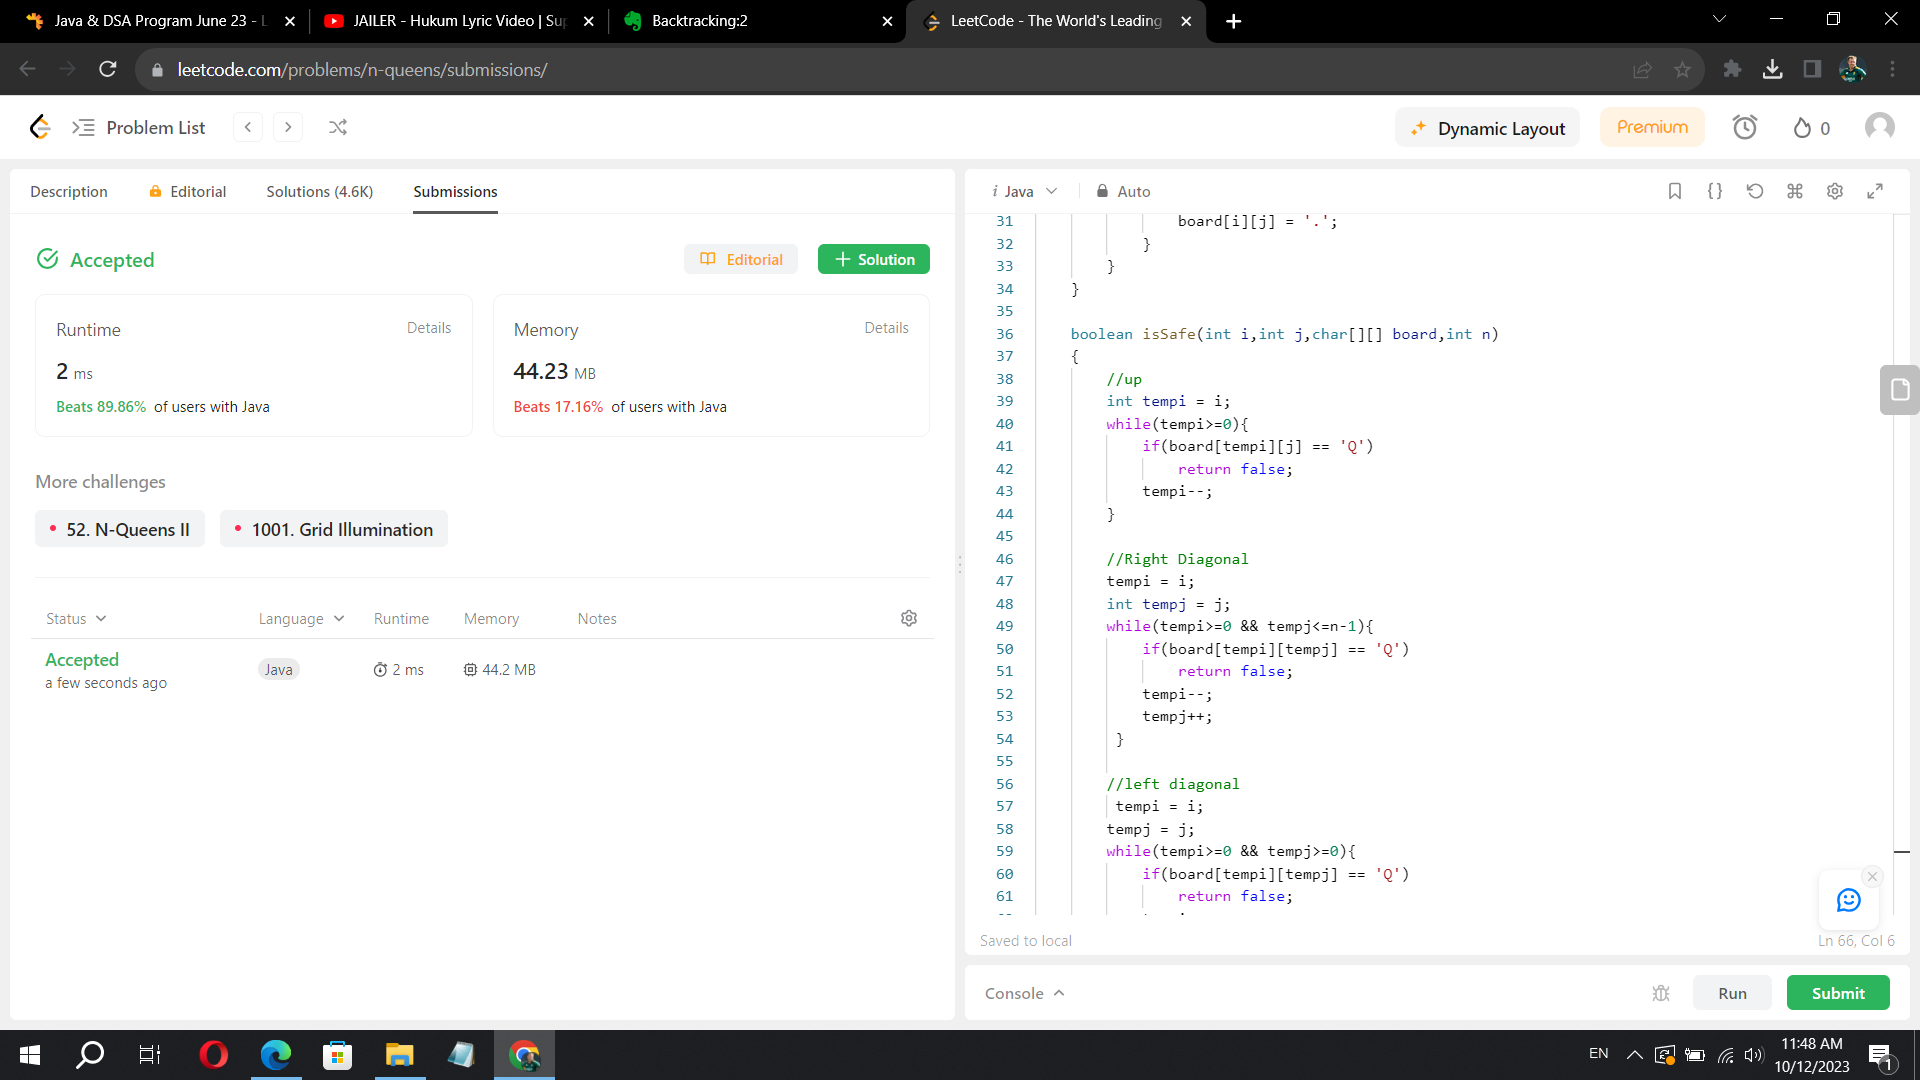 Java & DSA Program June 23 - L
JAILER - Hukum Lyric Video | Sup
Backtracking:2
LeetCode - The World's Leading
leetcode.com/problems/n-queens/submissions/
Problem List
Dynamic Layout
Premium
0
Description
Editorial
Solutions (4.6K)
Submissions
Accepted
Editorial
Solution
Runtime
Details
2 ms
Beats 89.86% of users with Java
Memory
Details
44.23 MB
Beats 17.16% of users with Java
More challenges
52. N-Queens II
1001. Grid Illumination
Status
Language
Runtime
Memory
Notes
Accepted
a few seconds ago
Java
2 ms
44.2 MB
i Java
Auto
31 board[i][j] = '.';
32 }
33 }
34 }
35
36 boolean isSafe(int i,int j,char[][] board,int n)
37 {
38 //up
39 int tempi = i;
40 while(tempi>=0){
41 if(board[tempi][j] == 'Q')
42 return false;
43 tempi--;
44 }
45
46 //Right Diagonal
47 tempi = i;
48 int tempj = j;
49 while(tempi>=0 && tempj<=n-1){
50 if(board[tempi][tempj] == 'Q')
51 return false;
52 tempi--;
53 tempj++;
54 }
55
56 //left diagonal
57 tempi = i;
58 tempj = j;
59 while(tempi>=0 && tempj>=0){
60 if(board[tempi][tempj] == 'Q')
61 return false;
Saved to local
Ln 66, Col 6
Console
Run
Submit
EN
11:48 AM
10/12/2023
1